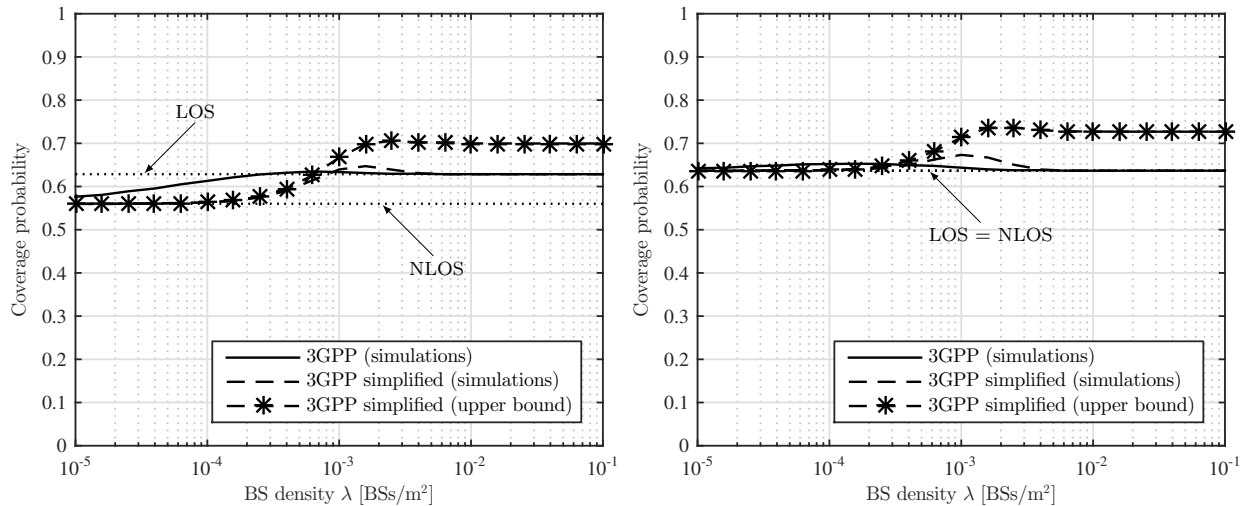 1
0.9
0.8
0.7
0.6
0.5
0.4
0.3
0.2
0.1
0
Coverage probability
LOS
NLOS
3GPP (simulations)
3GPP simplified (simulations)
3GPP simplified (upper bound)
10^-5
10^-4
10^-3
10^-2
10^-1
BS density λ [BSs/m²]
1
0.9
0.8
0.7
0.6
0.5
0.4
0.3
0.2
0.1
0
Coverage probability
LOS = NLOS
3GPP (simulations)
3GPP simplified (simulations)
3GPP simplified (upper bound)
10^-5
10^-4
10^-3
10^-2
10^-1
BS density λ [BSs/m²]